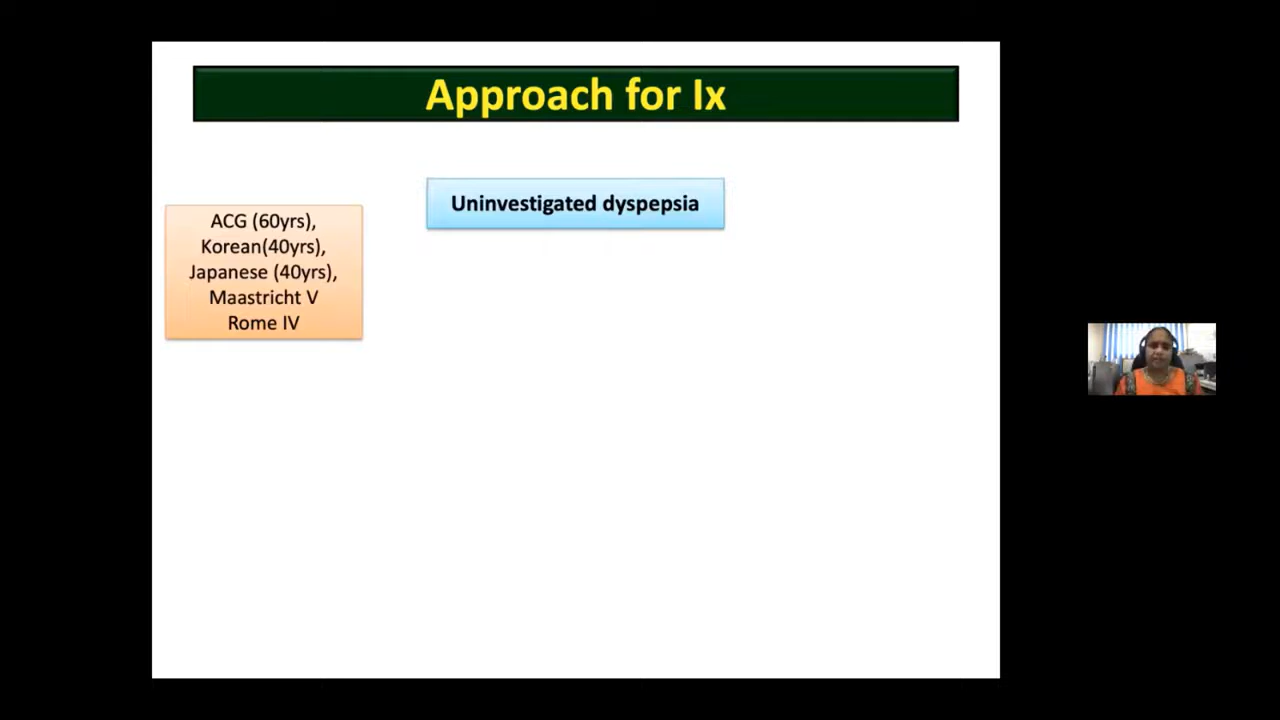 Approach for Ix
Uninvestigated dyspepsia
ACG (60yrs),
Korean(40yrs),
Japanese (40yrs),
Maastricht V
Rome IV